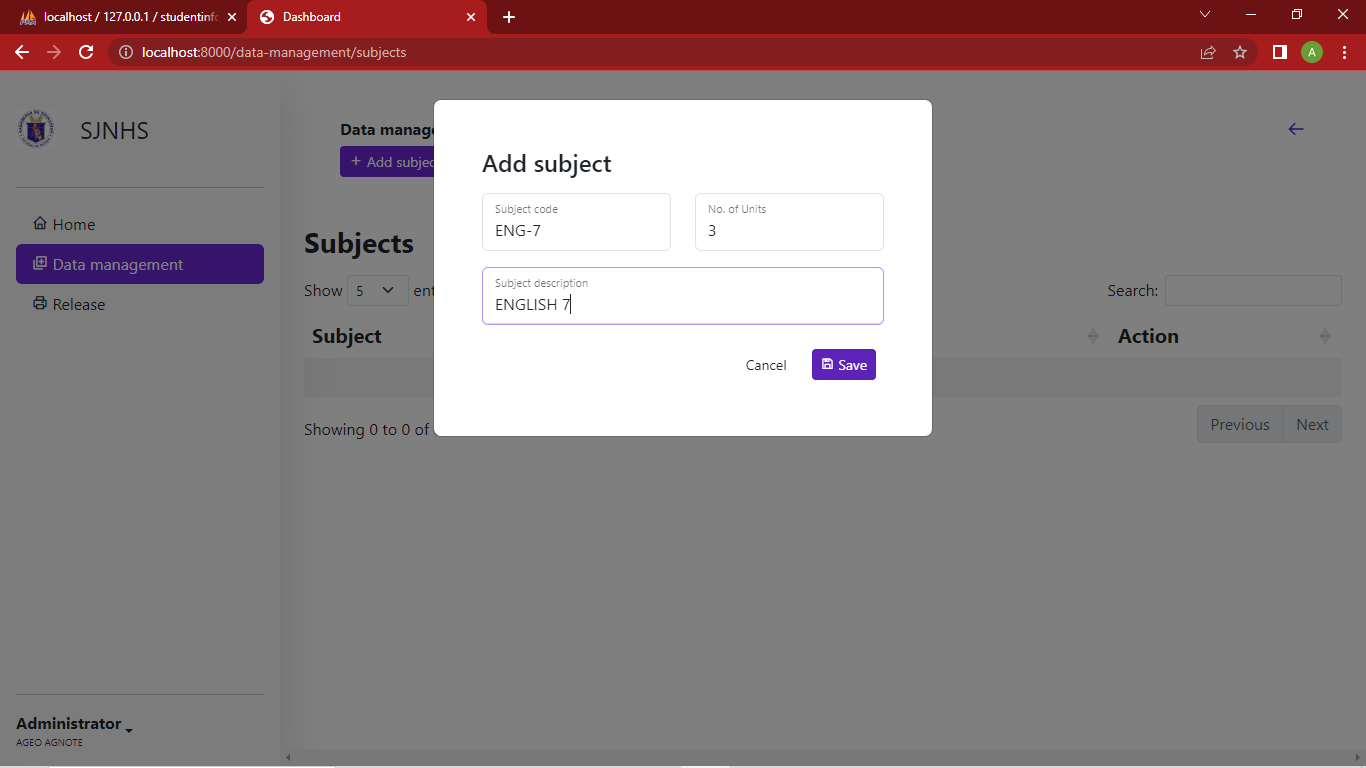 localhost / 127.0.0.1 / studentinfo
Dashboard
localhost:8000/data-management/subjects
A
SJNHS
Home
Data management
Release
Administrator
AGEO AGNOTE
Data manage
+ Add subjec
Subjects
Show 5 ent
Search:
Subject
Action
Showing 0 to 0 of
Previous
Next
Add subject
Subject code
ENG-7
No. of Units
3
Subject description
ENGLISH 7
Cancel
Save